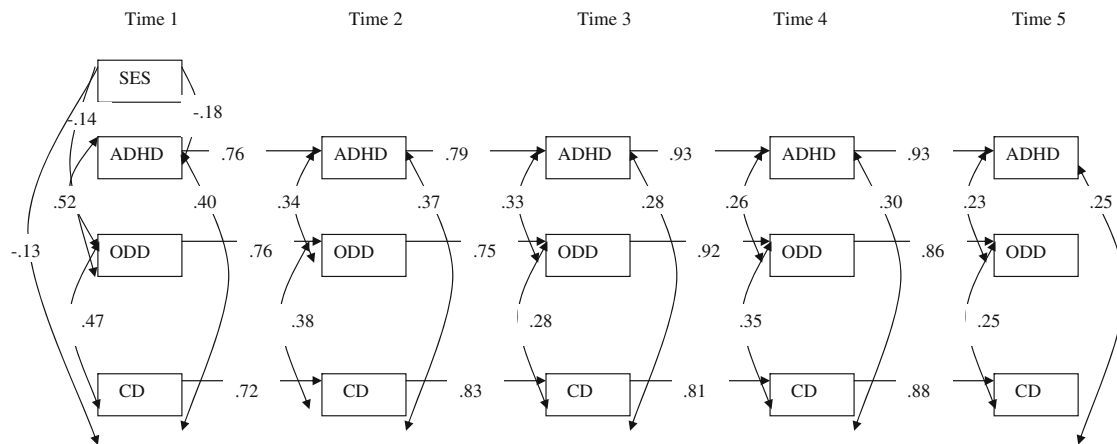 Time 1 Time 2 Time 3 Time 4 Time 5
SES
-.14 -.18
ADHD .76 ADHD .79 ADHD .93 ADHD .93 ADHD
.52 .40 .34 .37 .33 .28 .26 .30 .23 .25
-.13 ODD .76 ODD .75 ODD .92 ODD .86 ODD
.47 .38 .28 .35 .25
CD .72 CD .83 CD .81 CD .88 CD